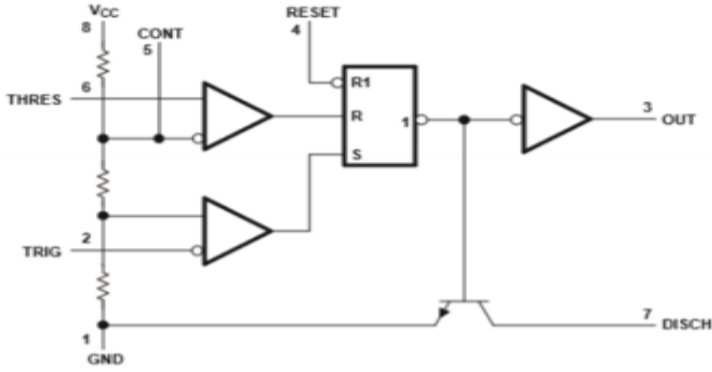 VCC
8
CONT
5
RESET
4
6
THRES
R1
R
1
S
3
OUT
2
TRIG
7
DISCH
1
GND